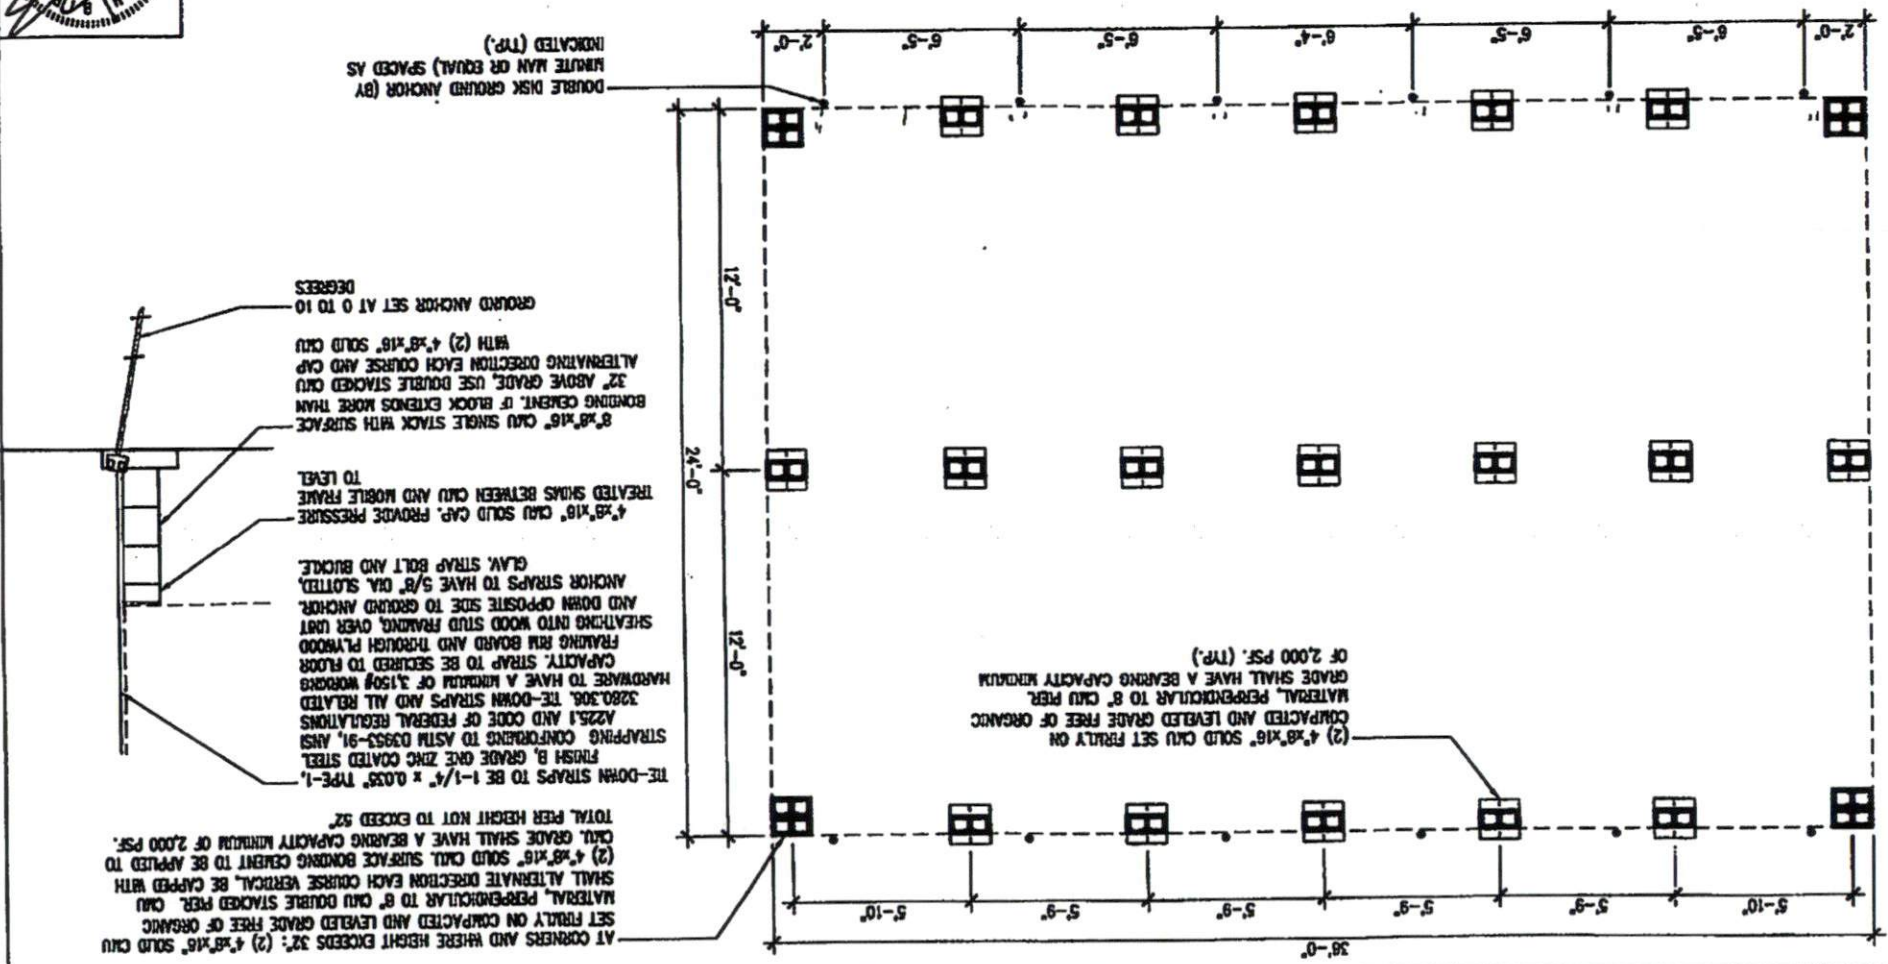 36'-0"
5'-10"
5'-9"
5'-9"
5'-9"
5'-9"
5'-10"
AT CORNERS AND WHERE HEIGHT EXCEEDS 32": (2) 4"x8"x16" SOLID CMU
SET FIRMLY ON COMPACTED AND LEVELED GRADE FREE OF ORGANIC
MATERIAL, PERPENDICULAR TO 8" CMU DOUBLE STACKED PIER. CMU
SHALL ALTERNATE DIRECTION EACH COURSE VERTICAL, BE CAPPED WITH
(2) 4"x8"x16" SOLID CMU. SURFACE BONDING CEMENT TO BE APPLIED TO
CMU. GRADE SHALL HAVE A BEARING CAPACITY MINIMUM OF 2,000 PSF.
TOTAL PIER HEIGHT NOT TO EXCEED 52"
TIE-DOWN STRAPS TO BE 1-1/4" x 0.035" TYPE-1,
FINISH B, GRADE ONE ZINC COATED STEEL
STRAPPING CONFORMING TO ASTM D3953-91, ANSI
A225.1 AND CODE OF FEDERAL REGULATIONS
3280.306. TIE-DOWN STRAPS AND ALL RELATED
HARDWARE TO HAVE A MINIMUM OF 3,150# WORKING
CAPACITY. STRAP TO BE SECURED TO FLOOR
FRAMING RIM BOARD AND THROUGH PLYWOOD
SHEATHING INTO WOOD STUD FRAMING, OVER UNIT
AND DOWN OPPOSITE SIDE TO GROUND ANCHOR.
ANCHOR STRAPS TO HAVE 5/8" DIA. SLOTTED,
GLAV. STRAP BOLT AND BUCKLE.
(2) 4"x8"x16" SOLID CMU SET FIRMLY ON
COMPACTED AND LEVELED GRADE FREE OF ORGANIC
MATERIAL, PERPENDICULAR TO 8" CMU PIER.
GRADE SHALL HAVE A BEARING CAPACITY MINIMUM
OF 2,000 PSF. (TYP.)
12'-0"
24'-0"
12'-0"
4"x8"x16" CMU SOLID CAP. PROVIDE PRESSURE
TREATED SHIMS BETWEEN CMU AND MOBILE FRAME
TO LEVEL
8"x8"x16" CMU SINGLE STACK WITH SURFACE
BONDING CEMENT. IF BLOCK EXTENDS MORE THAN
32" ABOVE GRADE, USE DOUBLE STACKED CMU
ALTERNATING DIRECTION EACH COURSE AND CAP
WITH (2) 4"x8"x16" SOLID CMU
GROUND ANCHOR SET AT 0 TO 10
DEGREES
DOUBLE DISK GROUND ANCHOR (BY
MINUTE MAN OR EQUAL) SPACED AS
INDICATED (TYP.)
2'-0"
6'-5"
6'-5"
6'-4"
6'-5"
6'-5"
2'-0"